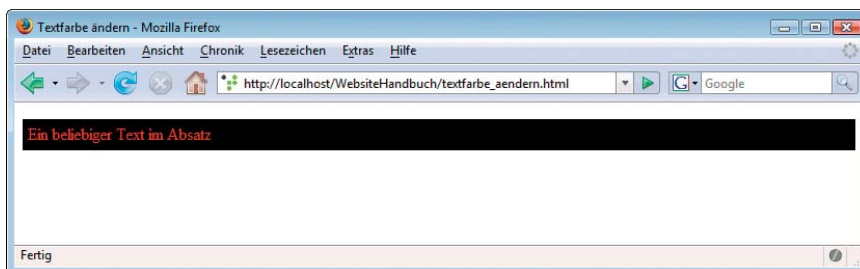 Textfarbe ändern - Mozilla Firefox
Datei Bearbeiten Ansicht Chronik Lesezeichen Extras Hilfe
http://localhost/WebsiteHandbuch/textfarbe_aendern.html G Google
Ein beliebiger Text im Absatz
Fertig